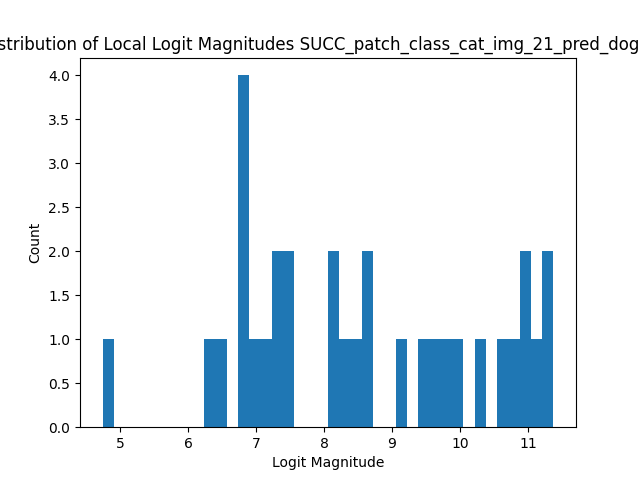 stribution of Local Logit Magnitudes SUCC_patch_class_cat_img_21_pred_dog
4.0
3.5
3.0
2.5
2.0
1.5
1.0
0.5
0.0
Count
5 6 7 8 9 10 11
Logit Magnitude